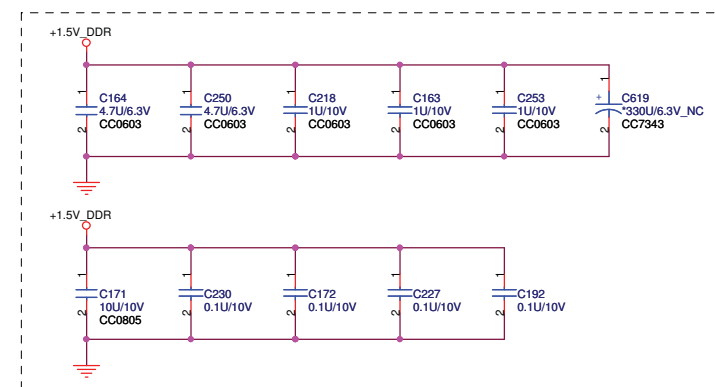 +1.5V_DDR
1 2 C164 4.7U/6.3V CC0603
1 2 C250 4.7U/6.3V CC0603
1 2 C218 1U/10V CC0603
1 2 C163 1U/10V CC0603
1 2 C253 1U/10V CC0603
1 + 2 C619 *330U/6.3V_NC CC7343
+1.5V_DDR
1 2 C171 10U/10V CC0805
1 2 C230 0.1U/10V
1 2 C172 0.1U/10V
1 2 C227 0.1U/10V
1 2 C192 0.1U/10V